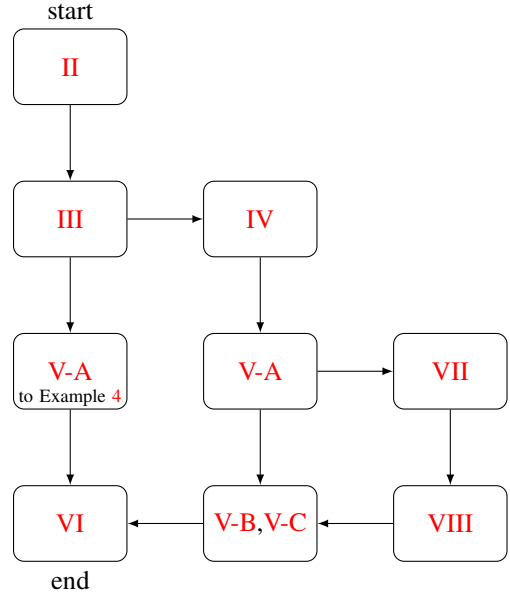 start
II
III
IV
V-A
to Example 4
V-A
VII
VI
V-B,V-C
VIII
end